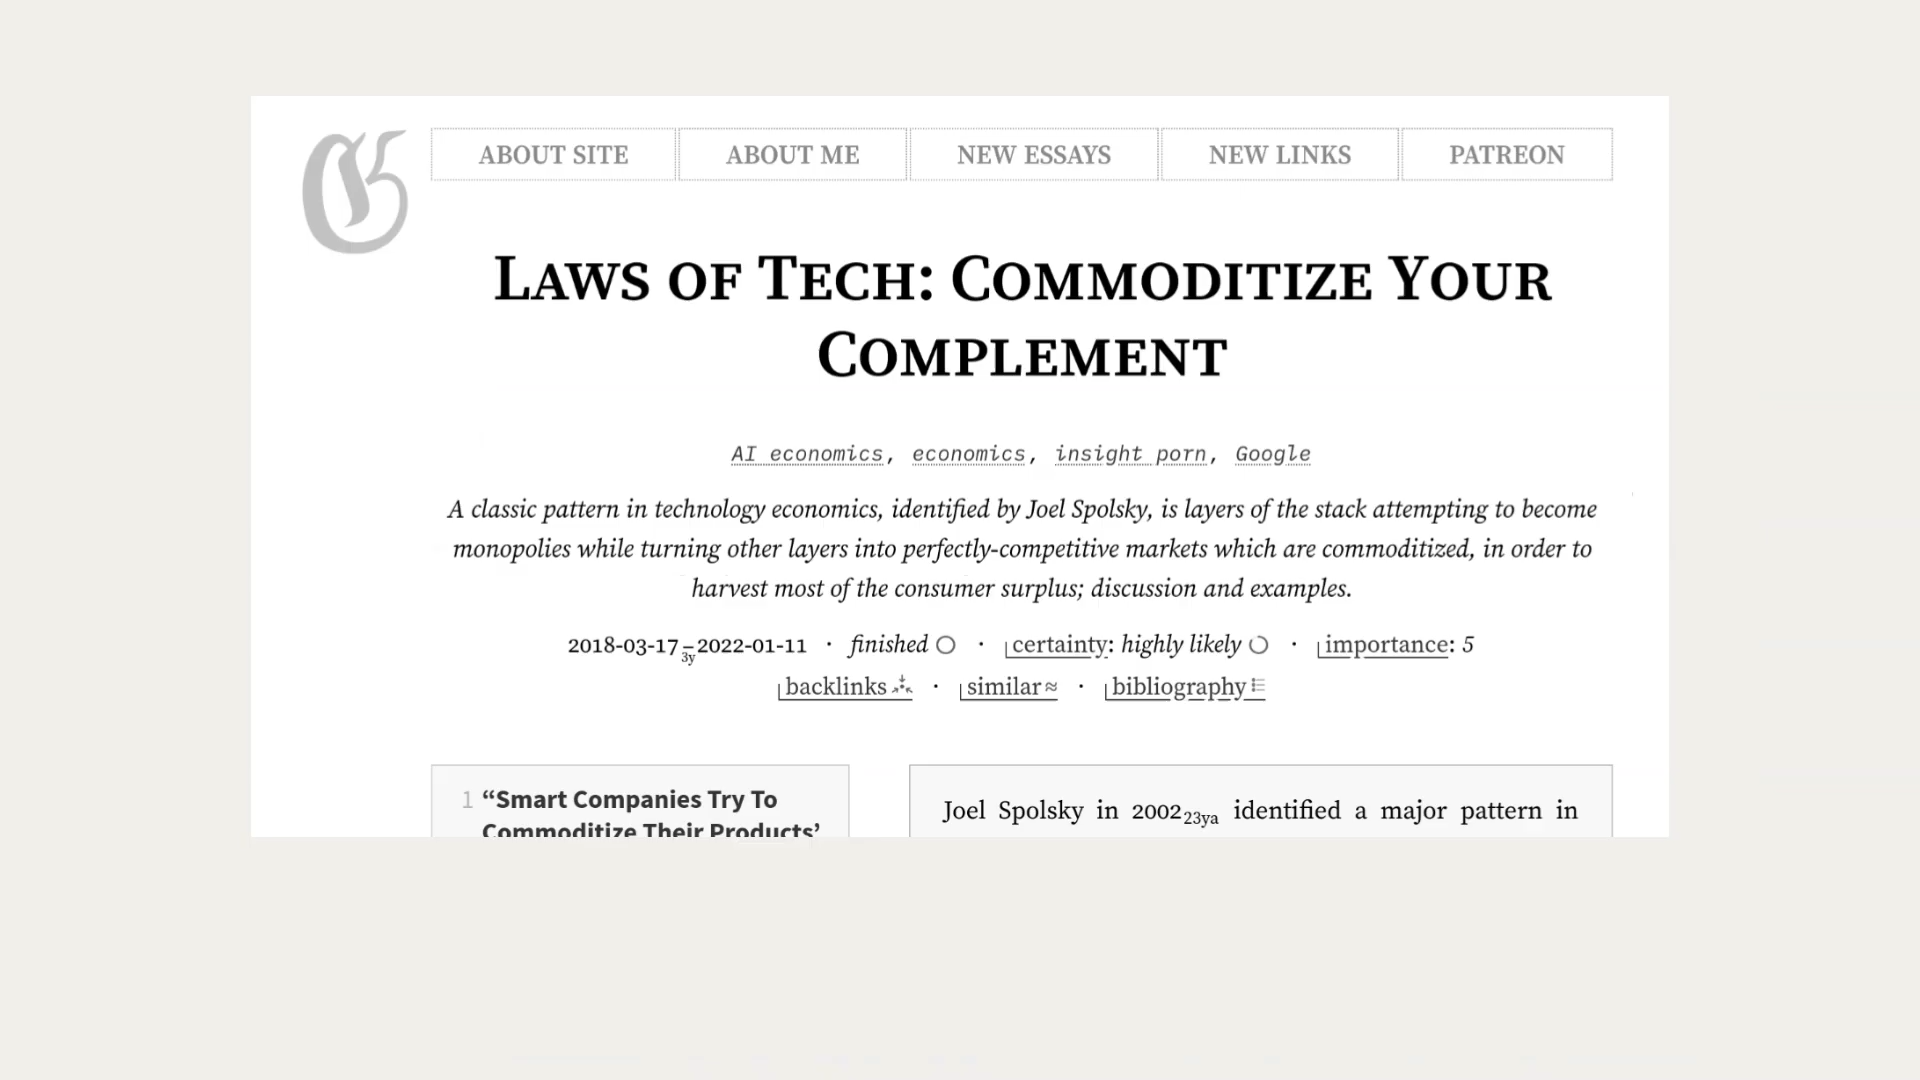 G
ABOUT SITE ABOUT ME NEW ESSAYS NEW LINKS PATREON
LAWS OF TECH: COMMODITIZE YOUR
COMPLEMENT
AI economics, economics, insight porn, Google
A classic pattern in technology economics, identified by Joel Spolsky, is layers of the stack attempting to become
monopolies while turning other layers into perfectly-competitive markets which are commoditized, in order to
harvest most of the consumer surplus; discussion and examples.
2018-03-17–2022-01-11 · finished · certainty: highly likely · importance: 5
3y
backlinks · similar≈ · bibliography
1 “Smart Companies Try To
Commoditize Their Products’
Joel Spolsky in 2002 23ya identified a major pattern in